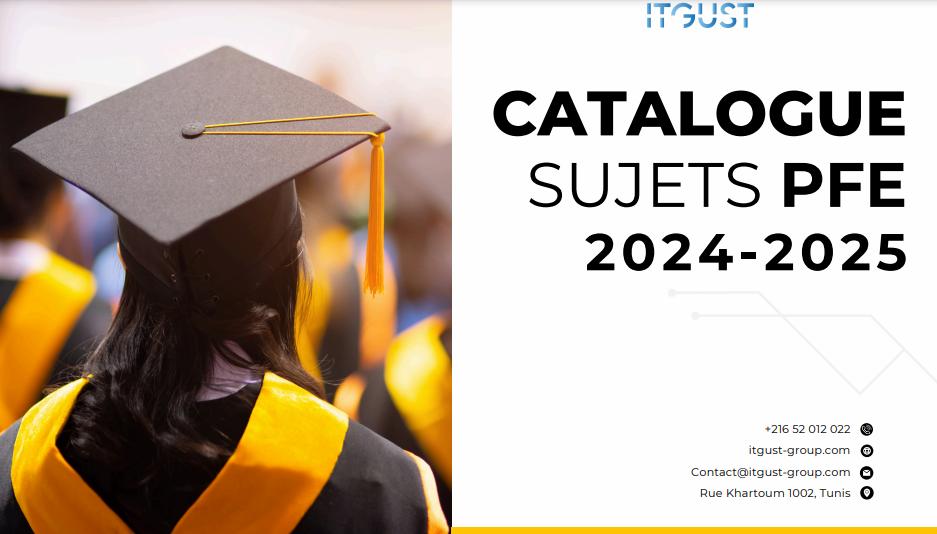 ITGUST
CATALOGUE
SUJETS PFE
2024-2025
+216 52 012 022
itgust-group.com
Contact@itgust-group.com
Rue Khartoum 1002, Tunis